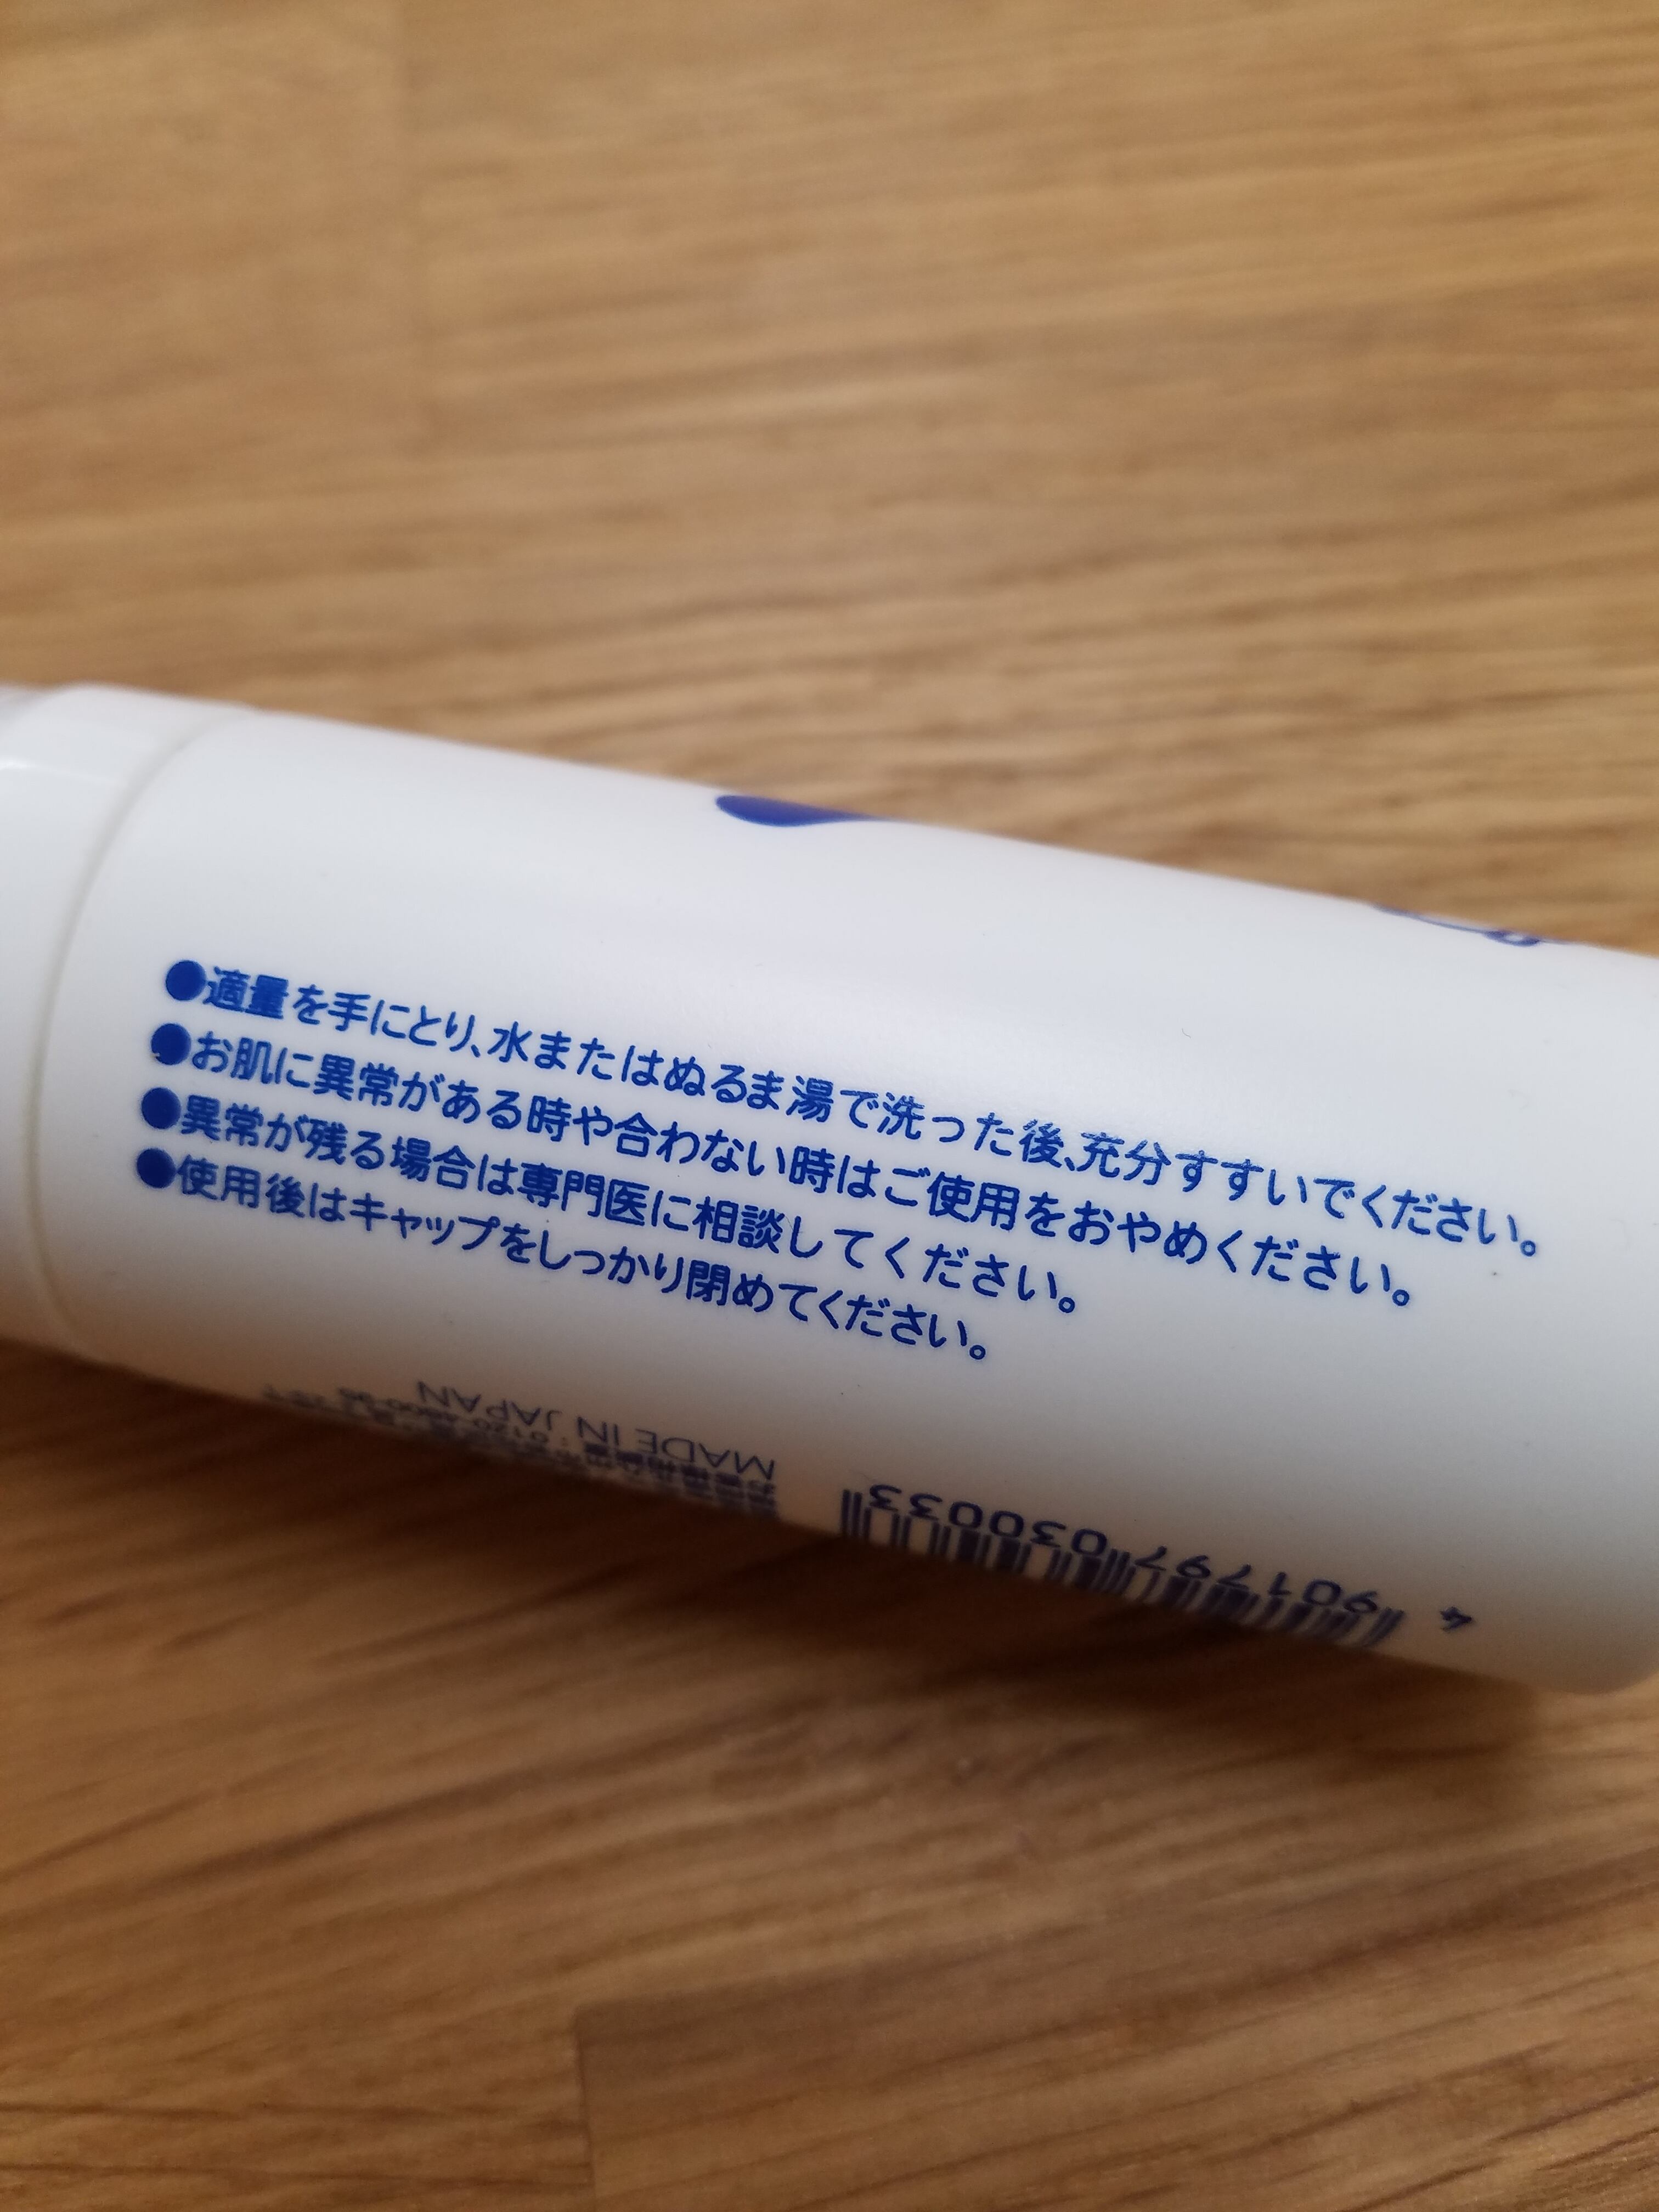 ●適量を手にとり、水またはぬるま湯で洗った後、充分すすいでください。
●お肌に異常がある時や合わない時はご使用をおやめください。
●異常が残る場合は専門医に相談してください。
●使用後はキャップをしっかり閉めてください。
MADE IN JAPAN
4 901797 030033